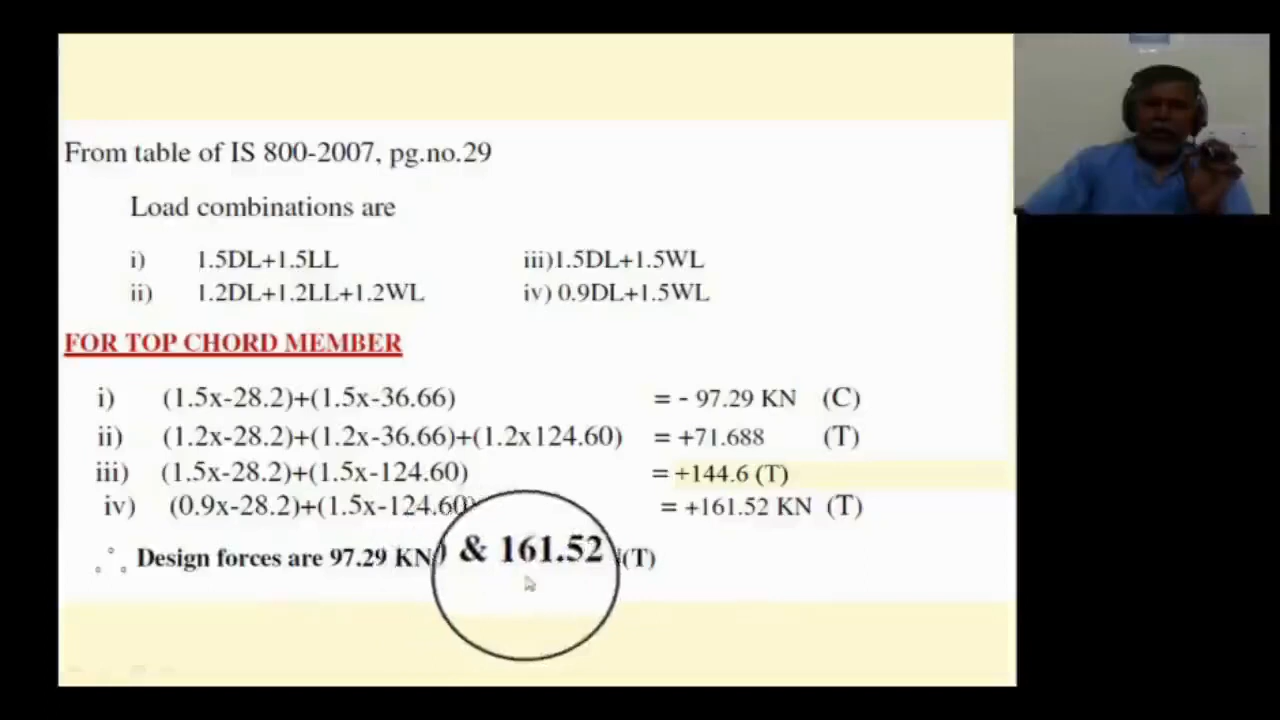 From table of IS 800-2007, pg.no.29
Load combinations are
i) 1.5DL+1.5LL iii)1.5DL+1.5WL
ii) 1.2DL+1.2LL+1.2WL iv) 0.9DL+1.5WL
FOR TOP CHORD MEMBER
i) (1.5x-28.2)+(1.5x-36.66) = - 97.29 KN (C)
ii) (1.2x-28.2)+(1.2x-36.66)+(1.2x124.60) = +71.688 (T)
iii) (1.5x-28.2)+(1.5x-124.60) = +144.6 (T)
iv) (0.9x-28.2)+(1.5x-124.60) = +161.52 KN (T)
∴ Design forces are 97.29 KN ) & 161.52 (T)